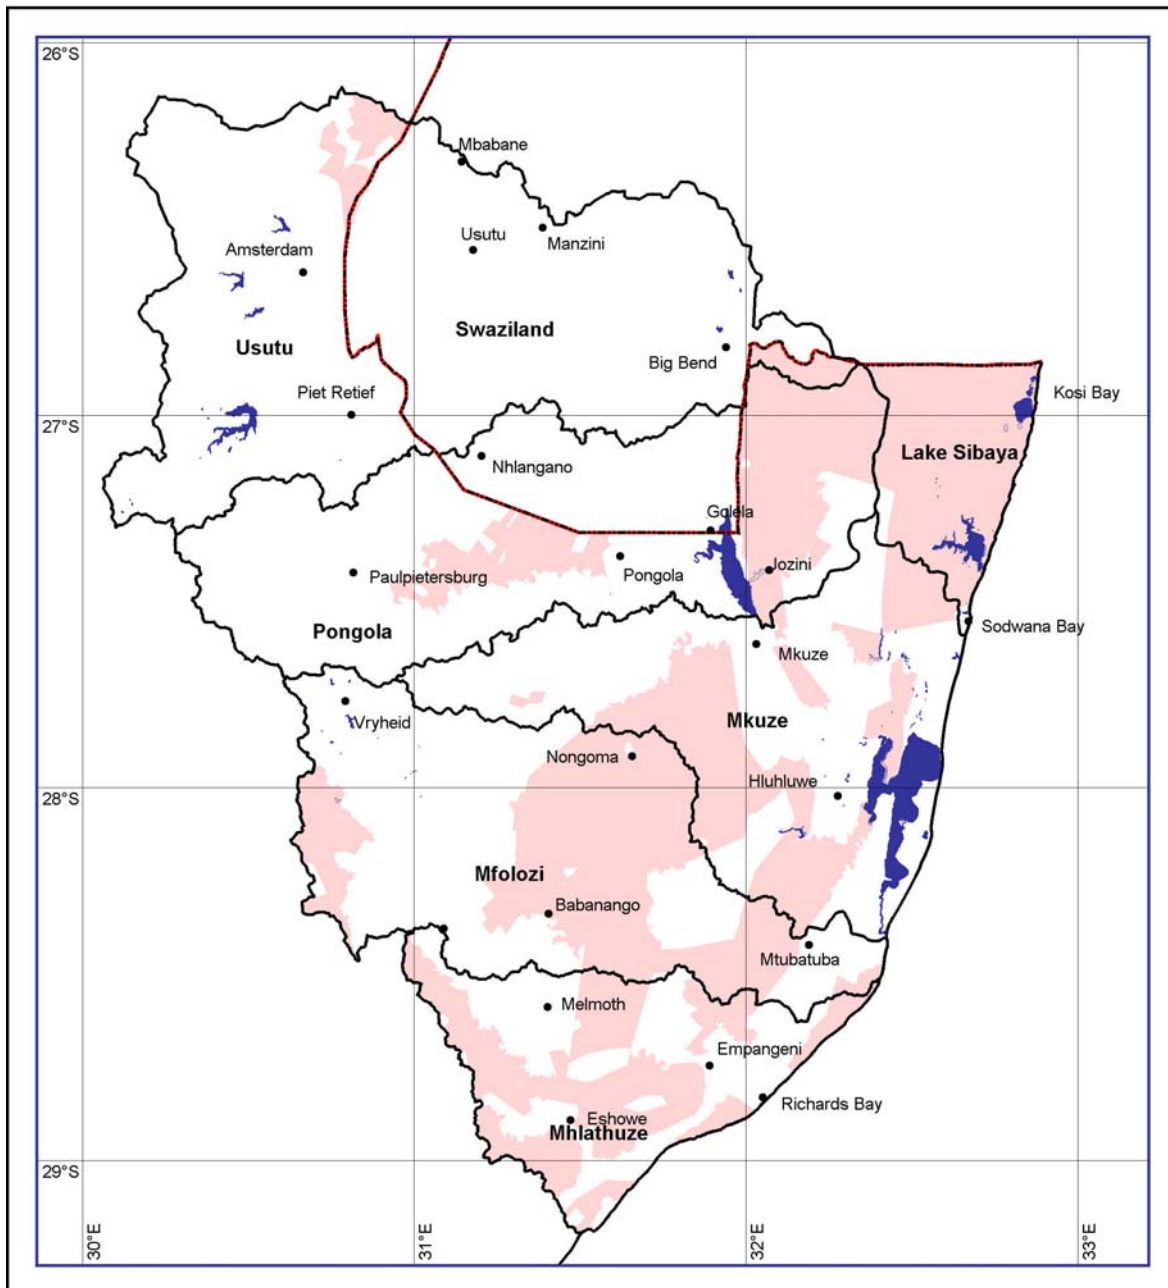 26°S
Mbabane
Usutu
Manzini
Amsterdam
Swaziland
Usutu
Big Bend
Piet Retief
Kosi Bay
27°S
Lake Sibaya
Nhlangano
Golela
Jozini
Paulpietersburg
Pongola
Pongola
Sodwana Bay
Mkuze
Vryheid
Mkuze
Nongoma
Hluhluwe
28°S
Mfolozi
Babanango
Mtubatuba
Melmoth
Empangeni
Richards Bay
Eshowe
Mhlathuze
29°S
30°E
31°E
32°E
33°E